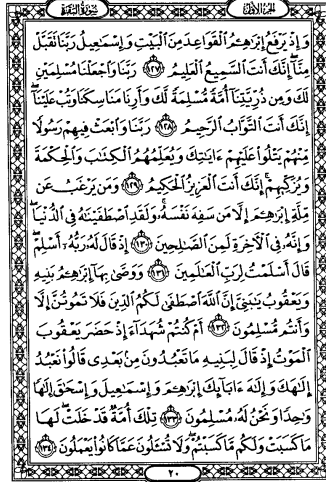 الجزء الأول سورة البقرة
وَإِذْ يَرْفَعُ إِبْرَٰهِـۧمُ ٱلْقَوَاعِدَ مِنَ ٱلْبَيْتِ وَإِسْمَٰعِيلُ رَبَّنَا تَقَبَّلْ
مِنَّآ إِنَّكَ أَنتَ ٱلسَّمِيعُ ٱلْعَلِيمُ ١٢٧ رَبَّنَا وَٱجْعَلْنَا مُسْلِمَيْنِ
لَكَ وَمِن ذُرِّيَّتِنَآ أُمَّةً مُّسْلِمَةً لَّكَ وَأَرِنَا مَنَاسِكَنَا وَتُبْ عَلَيْنَآ
إِنَّكَ أَنتَ ٱلتَّوَّابُ ٱلرَّحِيمُ ١٢٨ رَبَّنَا وَٱبْعَثْ فِيهِمْ رَسُولًا
مِّنْهُمْ يَتْلُوا۟ عَلَيْهِمْ ءَايَٰتِكَ وَيُعَلِّمُهُمُ ٱلْكِتَٰبَ وَٱلْحِكْمَةَ
وَيُزَكِّيهِمْ إِنَّكَ أَنتَ ٱلْعَزِيزُ ٱلْحَكِيمُ ١٢٩ وَمَن يَرْغَبُ عَن
مِّلَّةِ إِبْرَٰهِـۧمَ إِلَّا مَن سَفِهَ نَفْسَهُۥ وَلَقَدِ ٱصْطَفَيْنَٰهُ فِى ٱلدُّنْيَا
وَإِنَّهُۥ فِى ٱلْءَاخِرَةِ لَمِنَ ٱلصَّٰلِحِينَ ١٣٠ إِذْ قَالَ لَهُۥ رَبُّهُۥٓ أَسْلِمْ
قَالَ أَسْلَمْتُ لِرَبِّ ٱلْعَٰلَمِينَ ١٣١ وَوَصَّىٰ بِهَآ إِبْرَٰهِـۧمُ بَنِيهِ
وَيَعْقُوبُ يَٰبَنِىَّ إِنَّ ٱللَّهَ ٱصْطَفَىٰ لَكُمُ ٱلدِّينَ فَلَا تَمُوتُنَّ إِلَّا
وَأَنتُم مُّسْلِمُونَ ١٣٢ أَمْ كُنتُمْ شُهَدَآءَ إِذْ حَضَرَ يَعْقُوبَ
ٱلْمَوْتُ إِذْ قَالَ لِبَنِيهِ مَا تَعْبُدُونَ مِنۢ بَعْدِى قَالُوا۟ نَعْبُدُ
إِلَٰهَكَ وَإِلَٰهَ ءَابَآئِكَ إِبْرَٰهِـۧمَ وَإِسْمَٰعِيلَ وَإِسْحَٰقَ إِلَٰهًا
وَٰحِدًا وَنَحْنُ لَهُۥ مُسْلِمُونَ ١٣٣ تِلْكَ أُمَّةٌ قَدْ خَلَتْ لَهَا
مَا كَسَبَتْ وَلَكُم مَّا كَسَبْتُمْ وَلَا تُسْـَٔلُونَ عَمَّا كَانُوا۟ يَعْمَلُونَ ١٣٤
٢٠